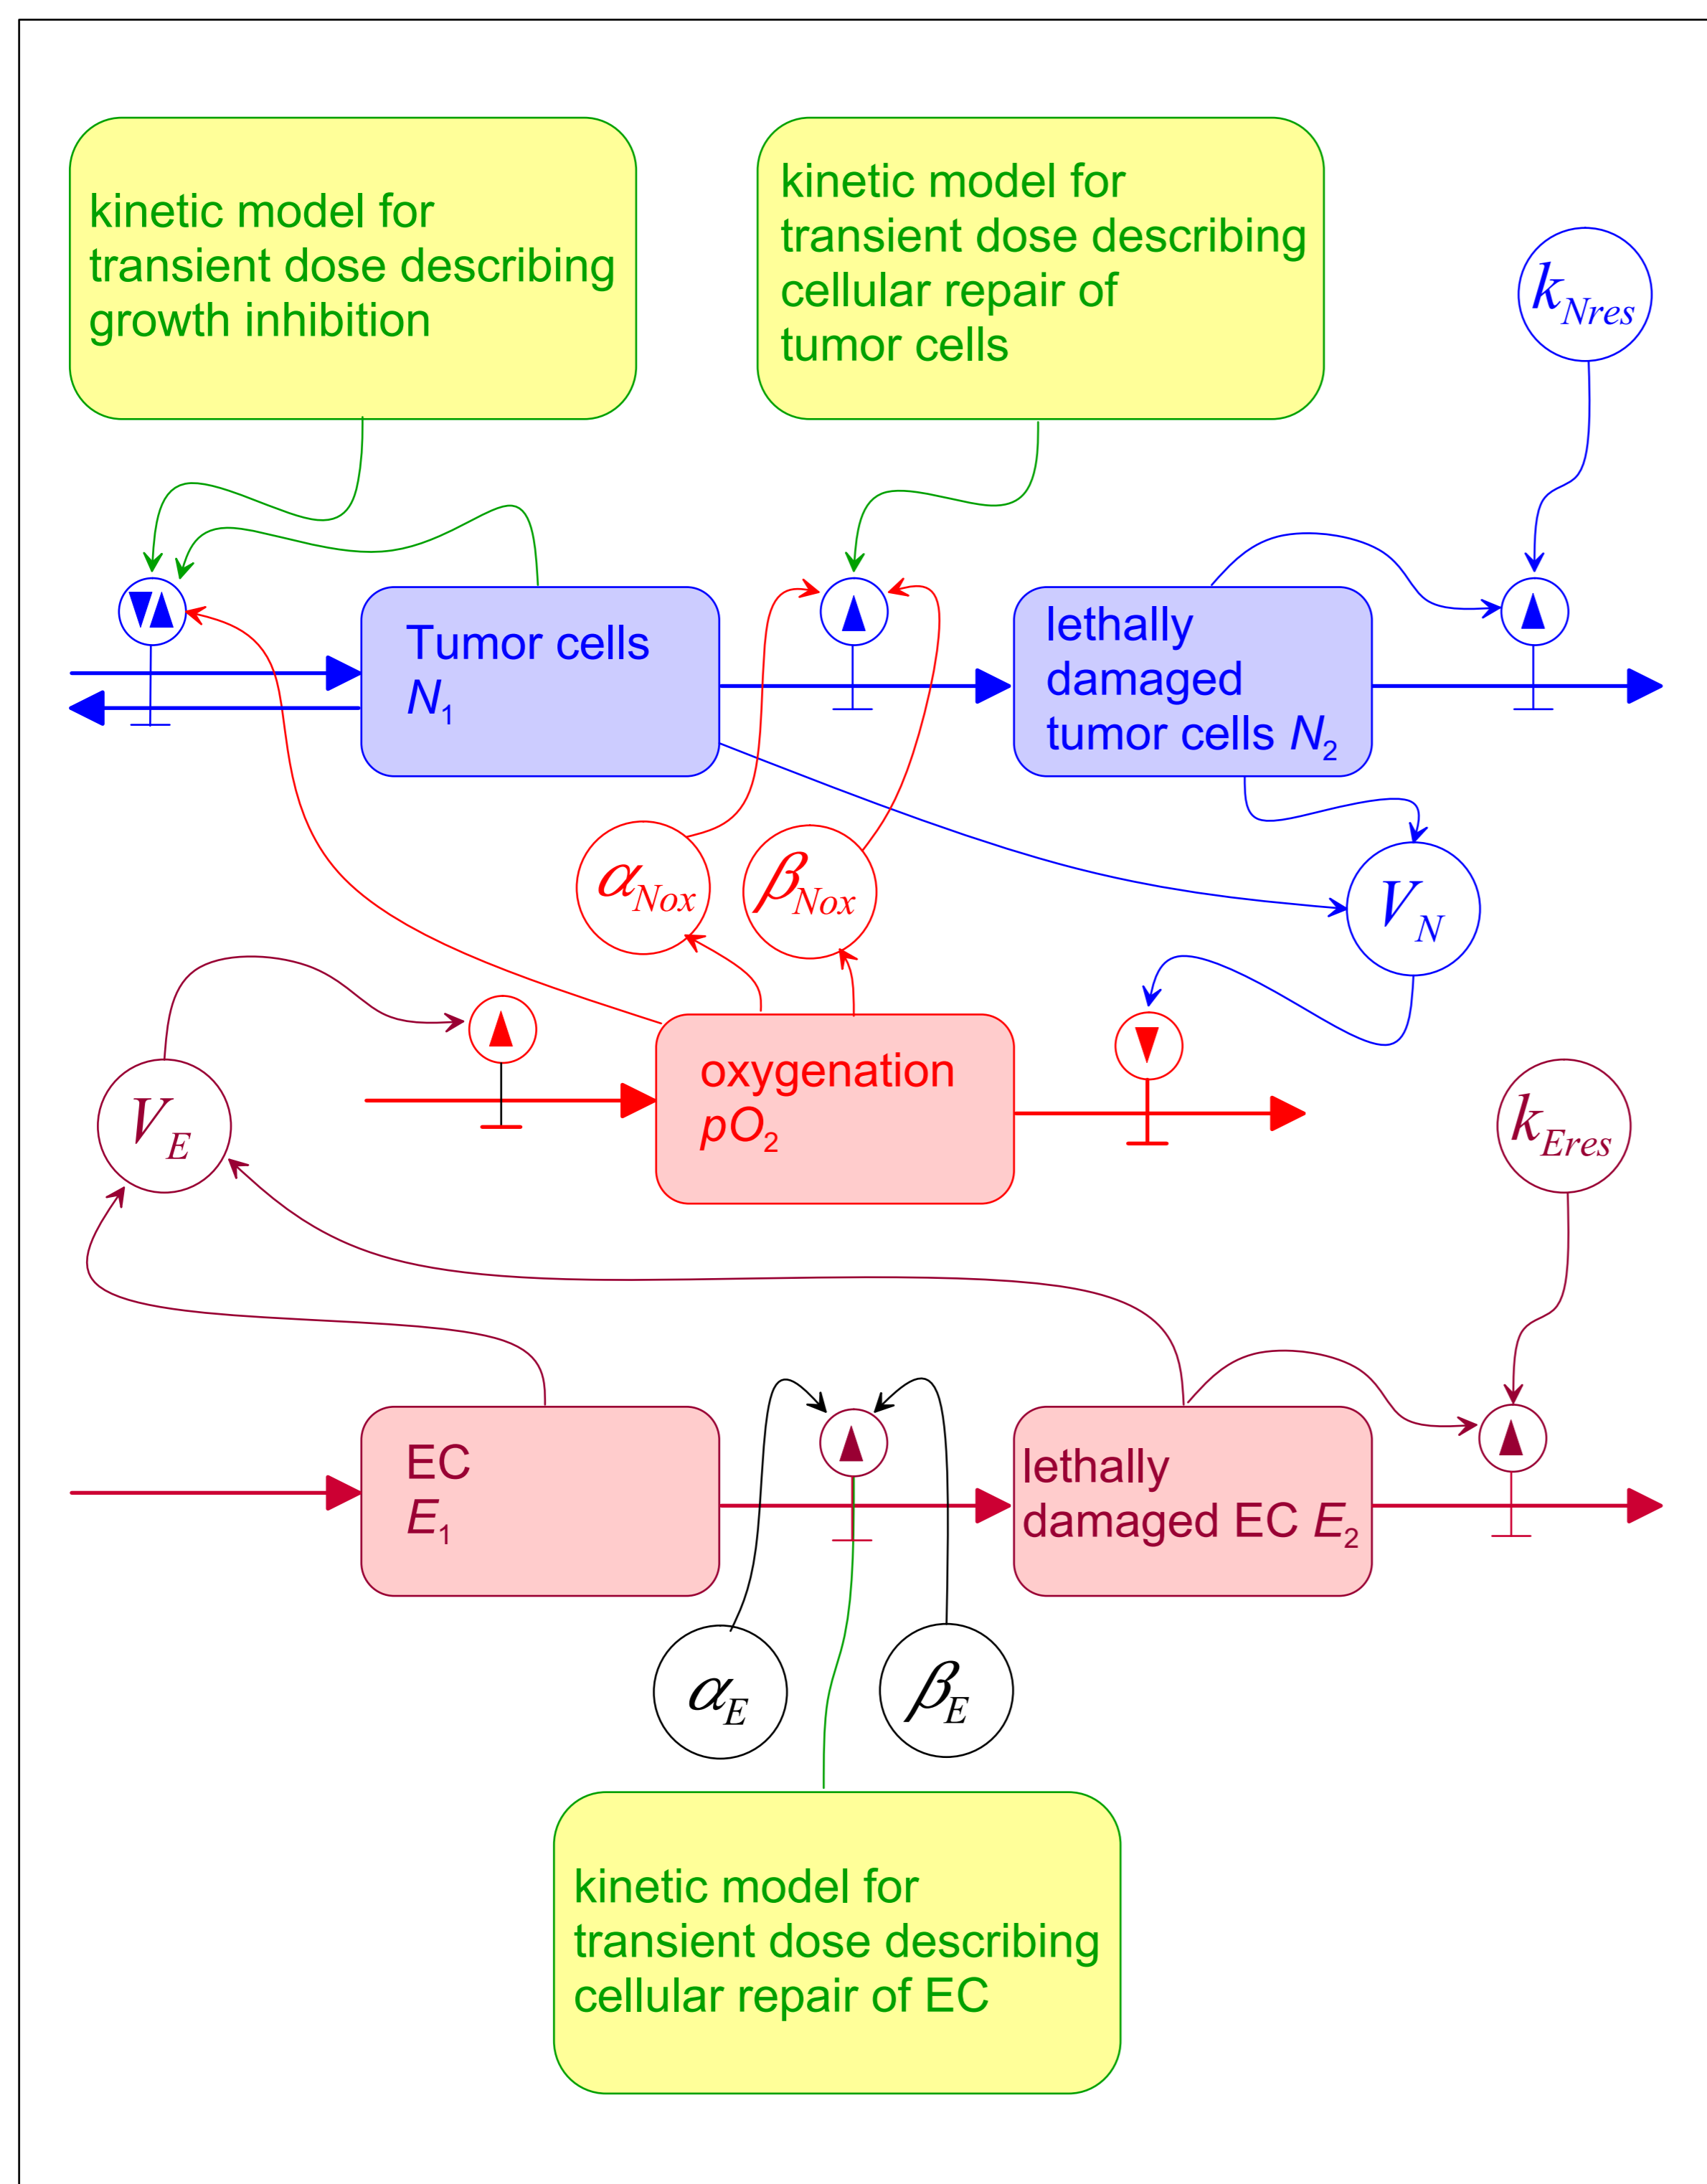 kinetic model for
transient dose describing
growth inhibition
kinetic model for
transient dose describing
cellular repair of
tumor cells
k_Nres
Tumor cells
N₁
lethally
damaged
tumor cells N₂
α_Nox
β_Nox
V_N
oxygenation
pO₂
V_E
k_Eres
EC
E₁
lethally
damaged EC E₂
α_E
β_E
kinetic model for
transient dose describing
cellular repair of EC